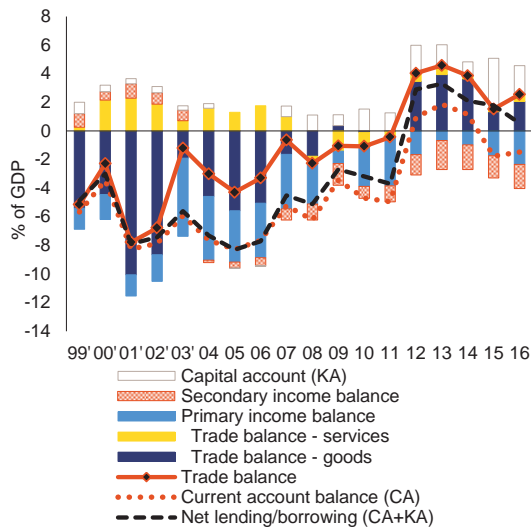 8
6
4
2
0
-2
-4
-6
-8
-10
-12
-14
% of GDP
99' 00' 01' 02' 03' 04 05 06 07 08 09 10 11 12 13 14 15 16
Capital account (KA)
Secondary income balance
Primary income balance
Trade balance - services
Trade balance - goods
Trade balance
Current account balance (CA)
Net lending/borrowing (CA+KA)